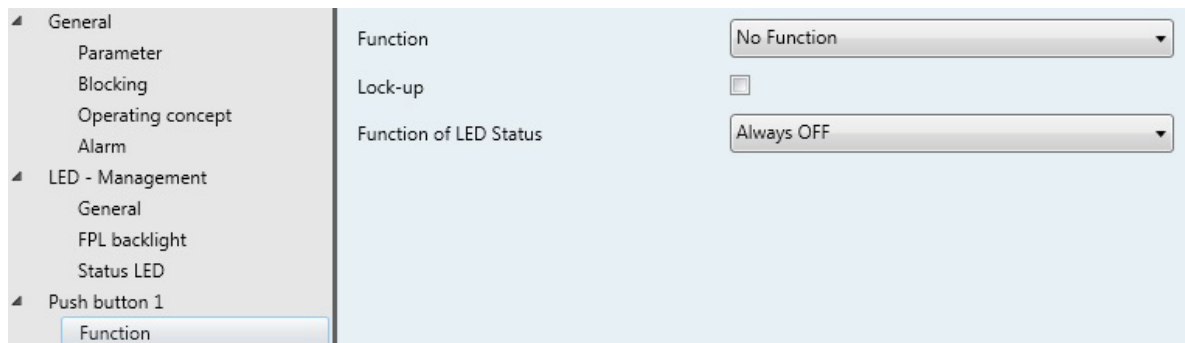 General
Parameter
Blocking
Operating concept
Alarm
LED - Management
General
FPL backlight
Status LED
Push button 1
Function
Function
No Function
Lock-up
Function of LED Status
Always OFF